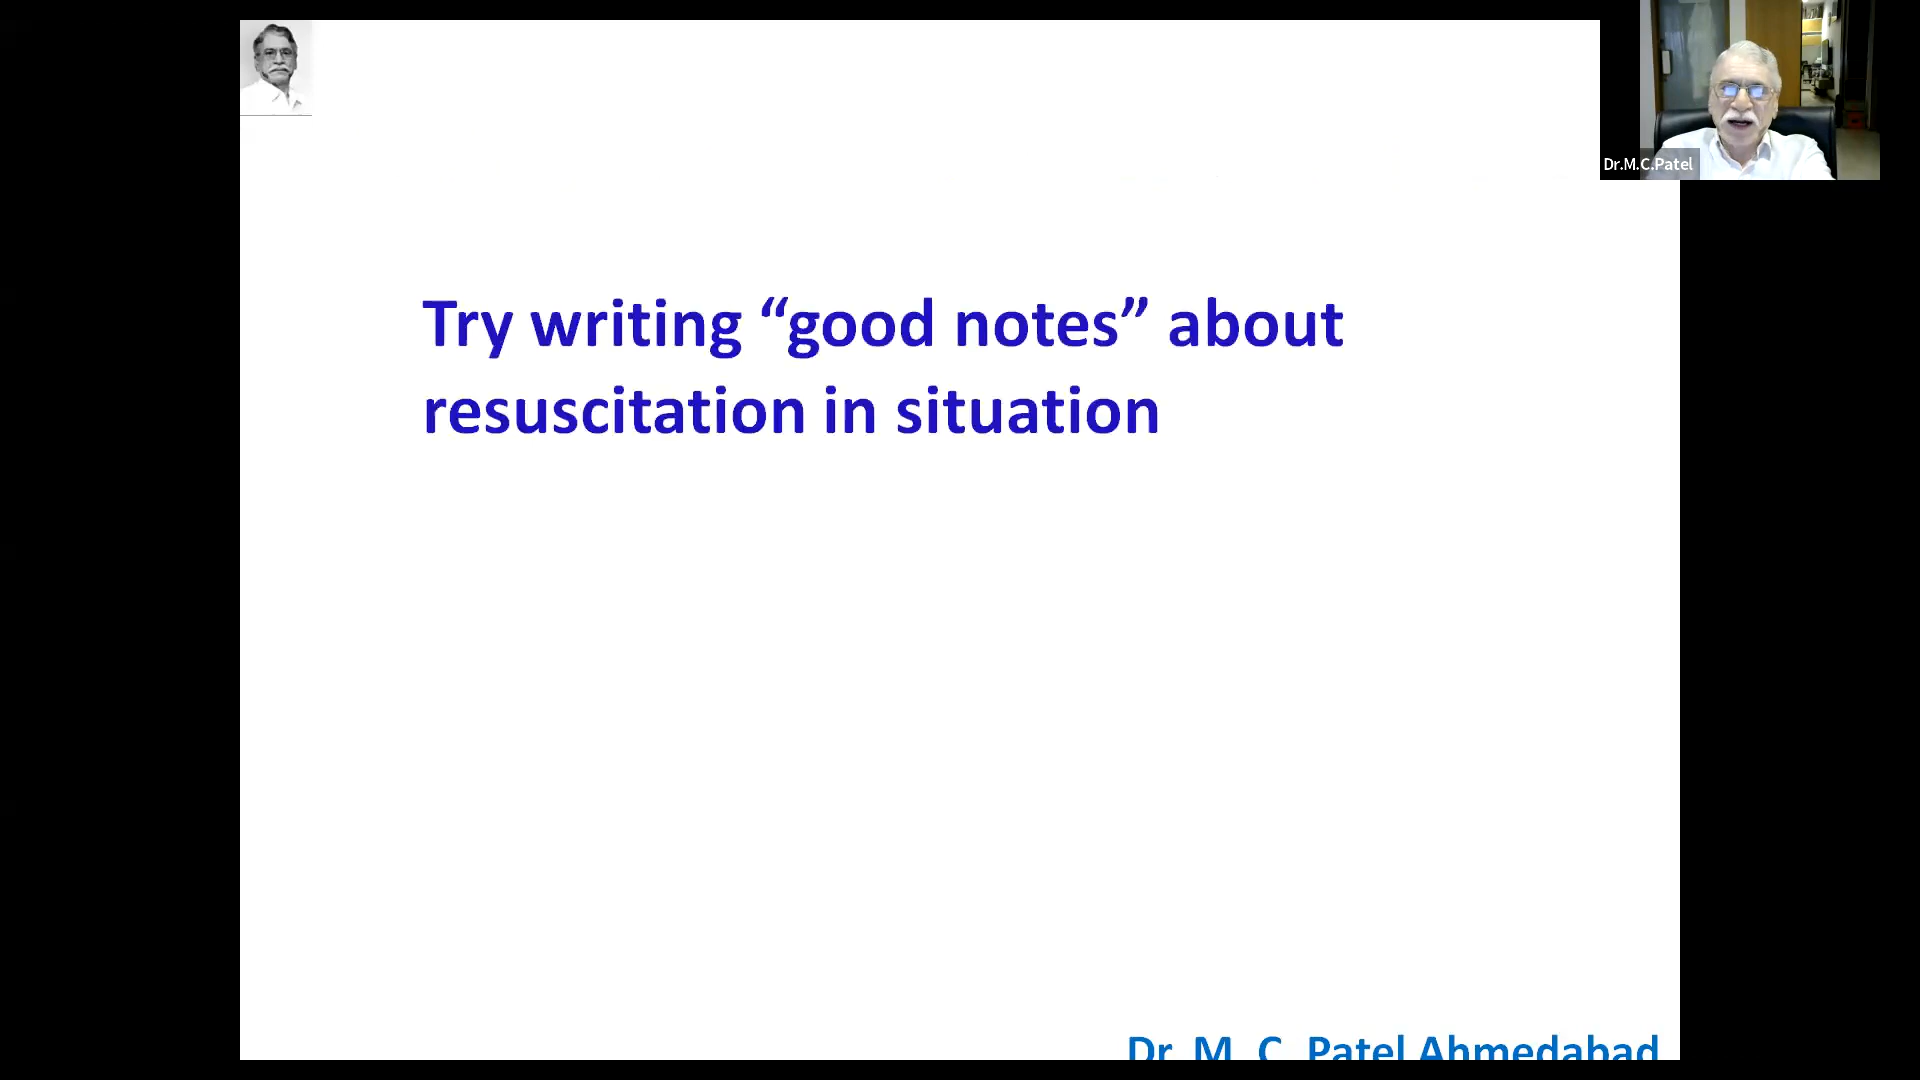 Dr.M.C.Patel
Try writing “good notes” about
resuscitation in situation
Dr. M. C. Patel Ahmedabad